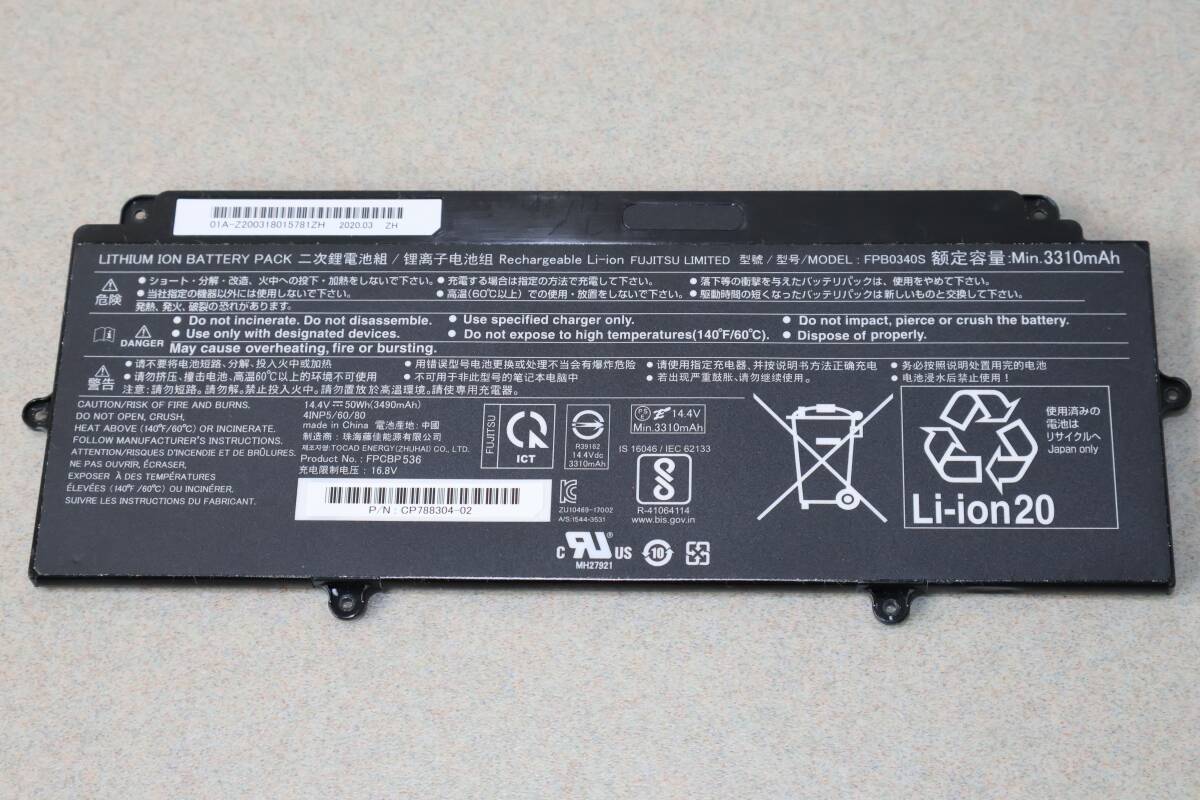 01A-Z200318015781ZH 2020.03 ZH
LITHIUM ION BATTERY PACK 二次鋰電池組 / 锂离子电池组 Rechargeable Li-ion FUJITSU LIMITED 型號 / 型号/MODEL : FPB0340S 额定容量:Min.3310mAh
危険
● ショート・分解・改造、火中への投下・加熱をしないで下さい。 ● 充電する場合は指定の方法で充電して下さい。 ● 落下等の衝撃を与えたバッテリパックは、使用をやめて下さい。
● 当社指定の機器以外には使用しないで下さい。 ● 高温(60℃以上)での使用・放置をしないで下さい。 ● 駆動時間の短くなったバッテリパックは新しいものと交換して下さい。
発熱、発火、破裂の恐れがあります。
DANGER
● Do not incinerate. Do not disassemble. ● Use specified charger only. ● Do not impact, pierce or crush the battery.
● Use only with designated devices. ● Do not expose to high temperatures(140°F/60°C). ● Dispose of properly.
May cause overheating, fire or bursting.
警告
● 请不要将电池短路、分解、投入火中或加热 ● 用错误型号电池更换或处理不当会有爆炸危险 ● 请使用指定充电器, 并按说明书方法正确充电 ● 务必按照说明处置用完的电池
● 请勿挤压、撞击电池、高温60℃以上的环境不可使用 ● 不可用于非此型号的笔记本电脑中 ● 若出现严重鼓胀、请勿继续使用。 ● 电池浸水后禁止使用!
注意: 請勿短路。請勿解。禁止投入火中。請勿置放於高溫環境。請使專用充電器。
CAUTION/RISK OF FIRE AND BURNS.
DO NOT OPEN, CRUSH,
HEAT ABOVE (140°F/60°C) OR INCINERATE.
FOLLOW MANUFACTURER'S INSTRUCTIONS.
ATTENTION/RISQUES D'INCENDIE ET DE BRÛLURES.
NE PAS OUVRIR, ÉCRASER,
EXPOSER À DES TEMPÉRATURES
ÉLEVÉES (140°F /60°C) OU INCINÉRER.
SUIVRE LES INSTRUCTIONS DU FABRICANT.
14.4V ⎓ 50Wh(3490mAh)
4INP5/60/80
made in China 電池產地: 中國
制造商 : 珠海藤佳能源有限公司
제조자명:TOCAD ENERGY(ZHUHAI) CO., LTD.
Product No. : FPCBP536
充电限制电压 : 16.8V
P/N : CP788304-02
FUJITSU
ICT
R39162
14.4Vdc
3310mAh
PSE 14.4V
Min.3310mAh
IS 16046 / IEC 62133
R-41064114
www.bis.gov.in
ZU10469-17002
A/S:1544-3531
C RU ® US
MH27921
10
Li-ion20
使用済みの
電池は
リサイクルへ
Japan only